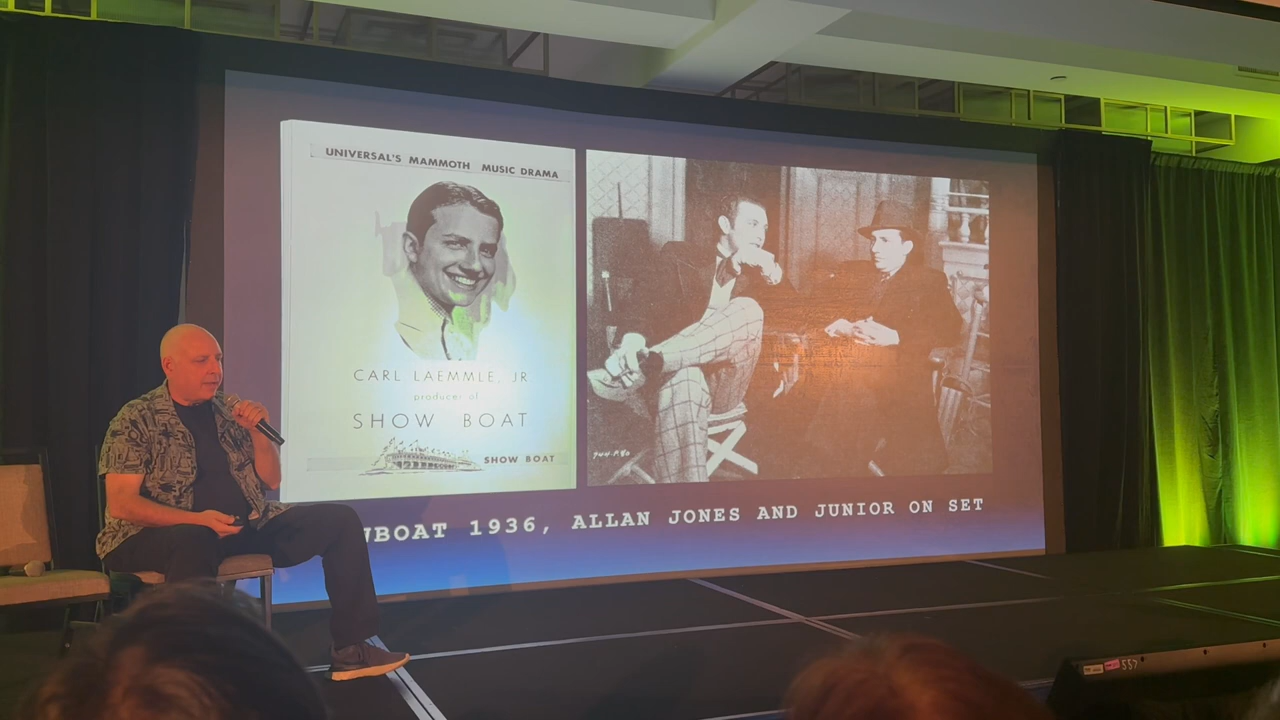 UNIVERSAL'S MAMMOTH MUSIC DRAMA
CARL LAEMMLE, JR
producer of
SHOW BOAT
SHOW BOAT
WBOAT 1936, ALLAN JONES AND JUNIOR ON SET
557